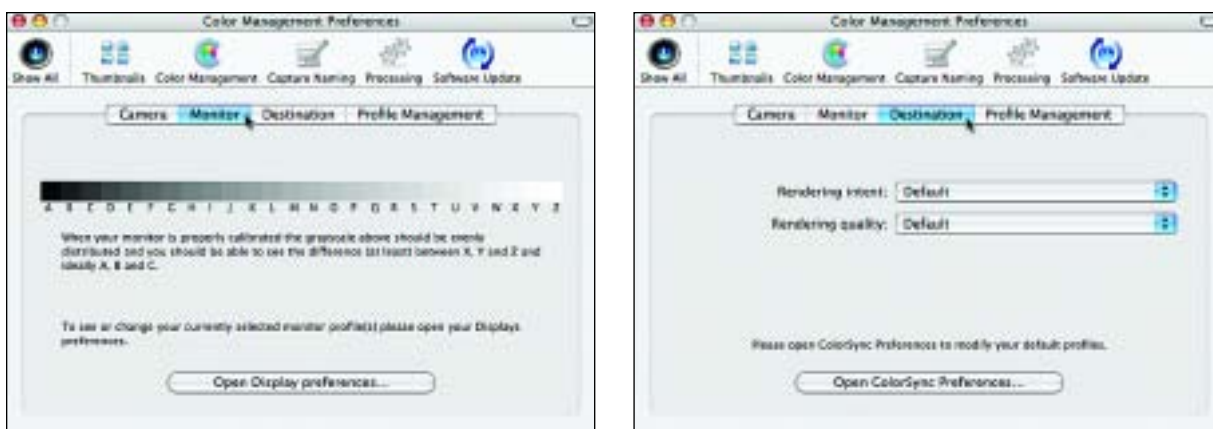 Color Management Preferences
Show All Thumbnails Color Management Capture Naming Processing Software Update
Camera Monitor Destination Profile Management
A B C D E F G H I J K L M N O P Q R S T U V W X Y Z
When your monitor is properly calibrated the grayscale above should be evenly
distributed and you should be able to see the difference (at least) between X, Y and Z and
ideally A, B and C.
To see or change your currently selected monitor profile(s) please open your Displays
preferences.
Open Display preferences...
Color Management Preferences
Show All Thumbnails Color Management Capture Naming Processing Software Update
Camera Monitor Destination Profile Management
Rendering intent: Default
Rendering quality: Default
Please open ColorSync Preferences to modify your default profiles.
Open ColorSync Preferences...